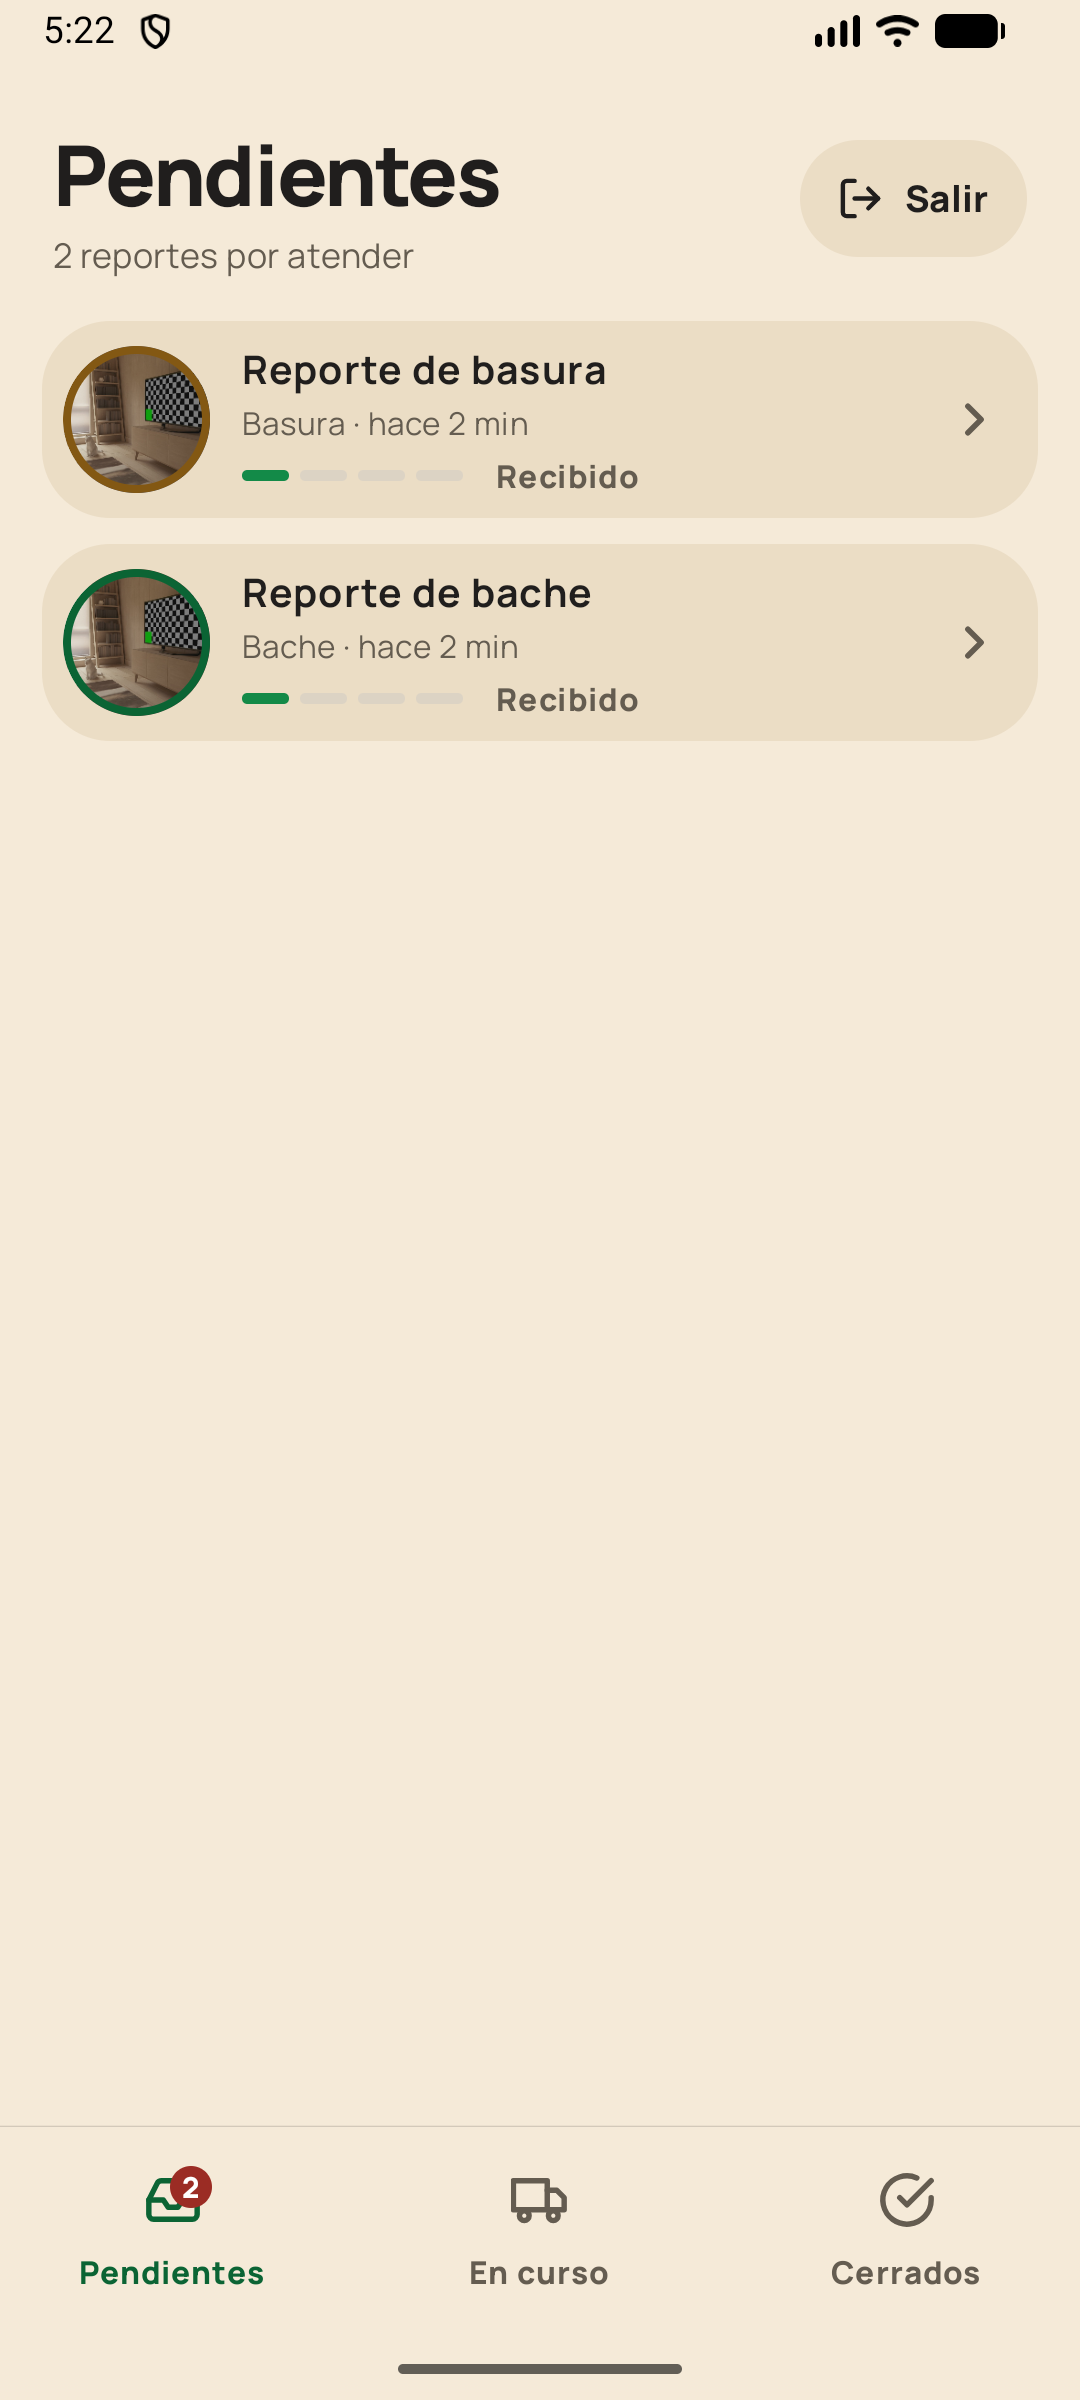 5:22
Pendientes
Salir
2 reportes por atender
Reporte de basura
Basura · hace 2 min
Recibido
Reporte de bache
Bache · hace 2 min
Recibido
2
Pendientes
En curso
Cerrados